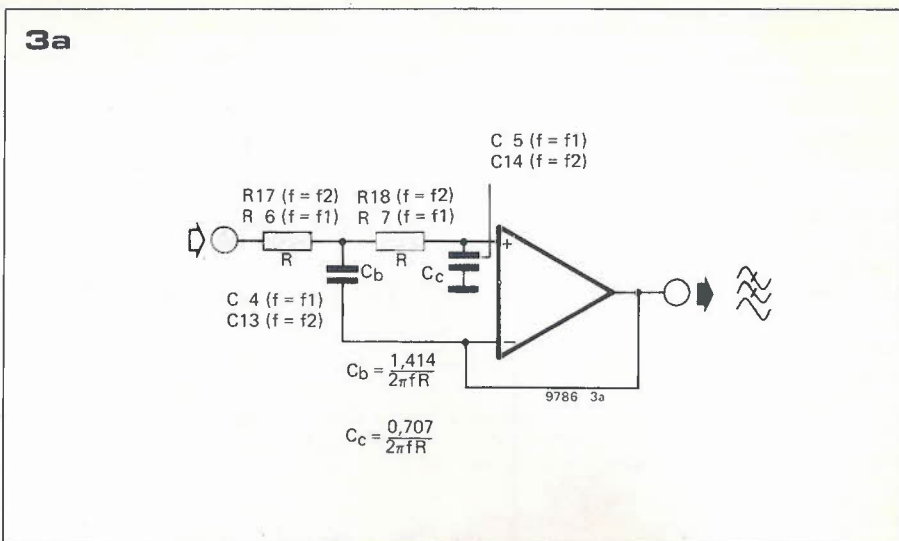 3a
C 5 (f = f1)
C14 (f = f2)
R17 (f = f2) R18 (f = f2)
R 6 (f = f1) R 7 (f = f1)
R R
Cb Cc
+
C 4 (f = f1)
C13 (f = f2)
−
Cb = 1,414 / 2πfR
9786 3a
Cc = 0,707 / 2πfR